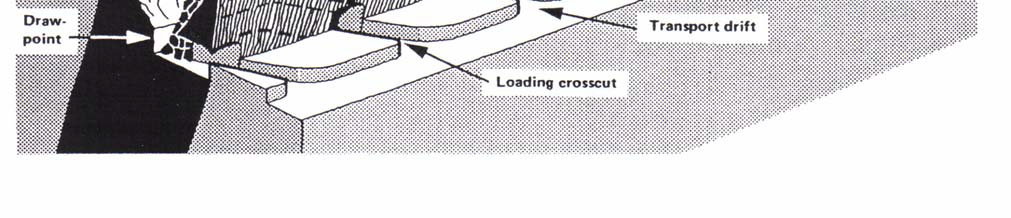 Draw-
point
Transport drift
Loading crosscut